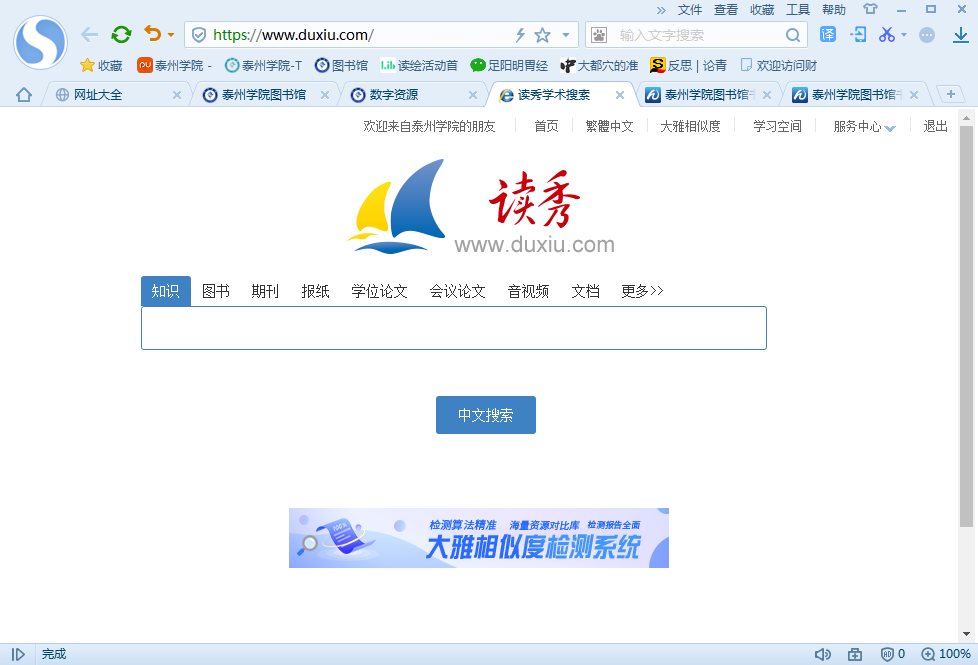 文件 查看 收藏 工具 帮助
https://www.duxiu.com/
输入文字搜索
译
收藏 泰州学院 - 泰州学院-T 图书馆 读绘活动首 足阳明胃经 大都穴的准 反思 | 论青 欢迎访问财
网址大全 泰州学院图书馆 数字资源 读秀学术搜索 泰州学院图书馆 泰州学院图书馆
欢迎来自泰州学院的朋友 首页 繁體中文 大雅相似度 学习空间 服务中心 退出
读秀
www.duxiu.com
知识 图书 期刊 报纸 学位论文 会议论文 音视频 文档 更多>>
中文搜索
检测算法精准 海量资源对比库 检测报告全面
大雅相似度检测系统
100%
完成 0 100%